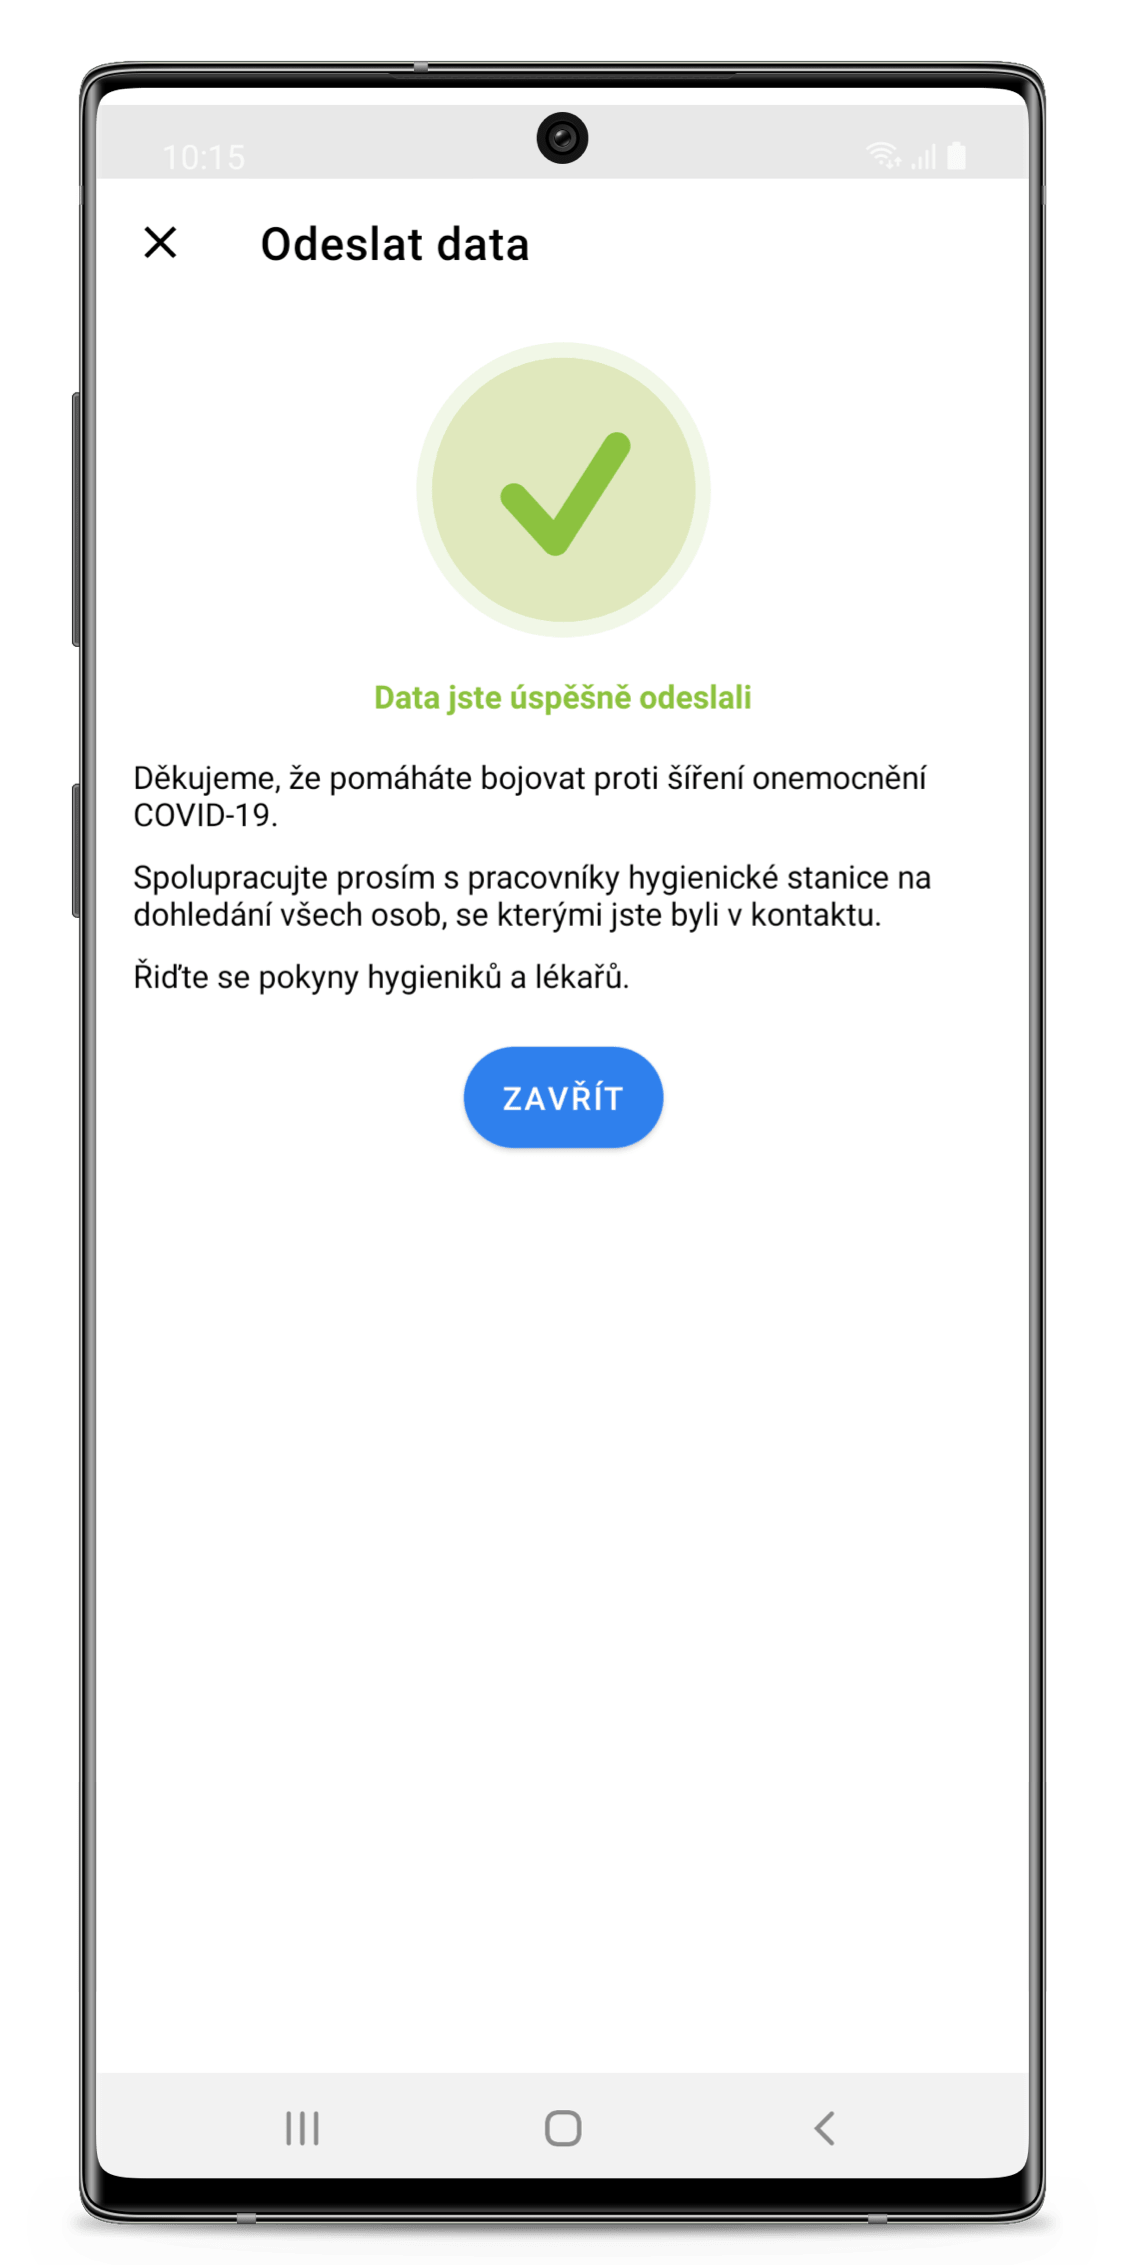 10:15
Odeslat data
Data jste úspěšně odeslali
Děkujeme, že pomáháte bojovat proti šíření onemocnění
COVID-19.
Spolupracujte prosím s pracovníky hygienické stanice na
dohledání všech osob, se kterými jste byli v kontaktu.
Řiďte se pokyny hygieniků a lékařů.
ZAVŘÍT